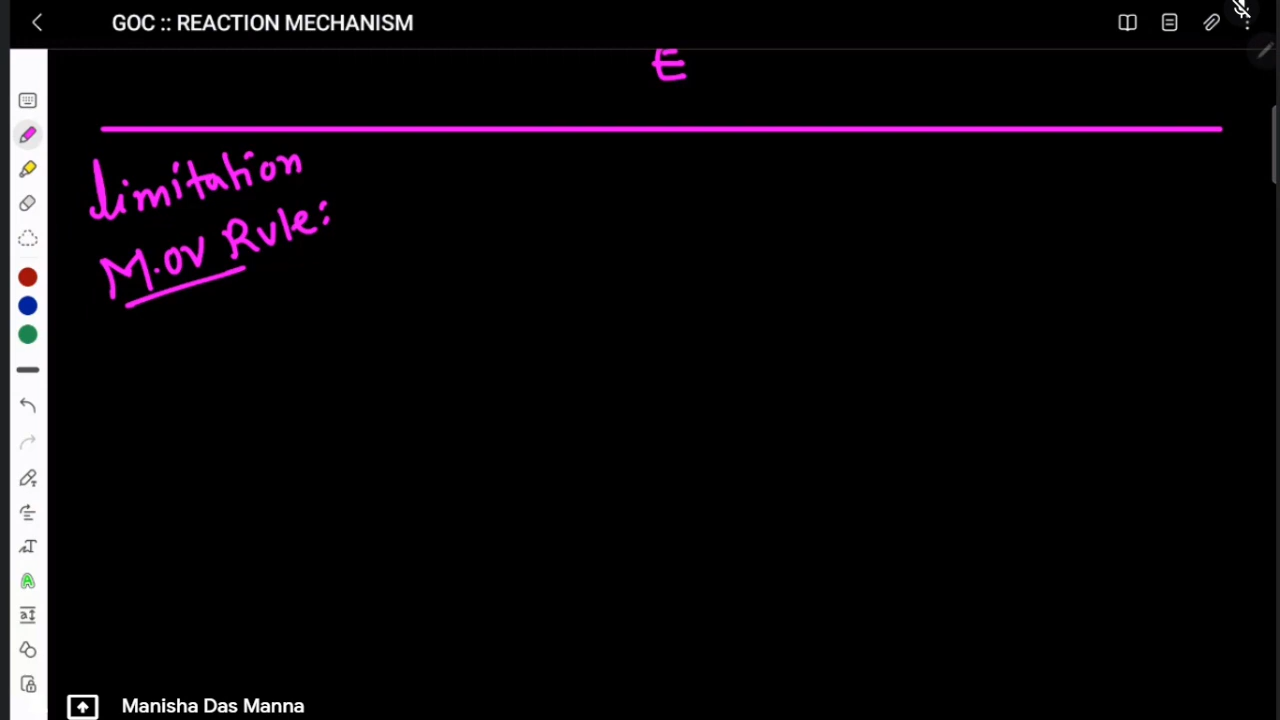 GOC :: REACTION MECHANISM
E
limitation
M.OV Rule:
Manisha Das Manna